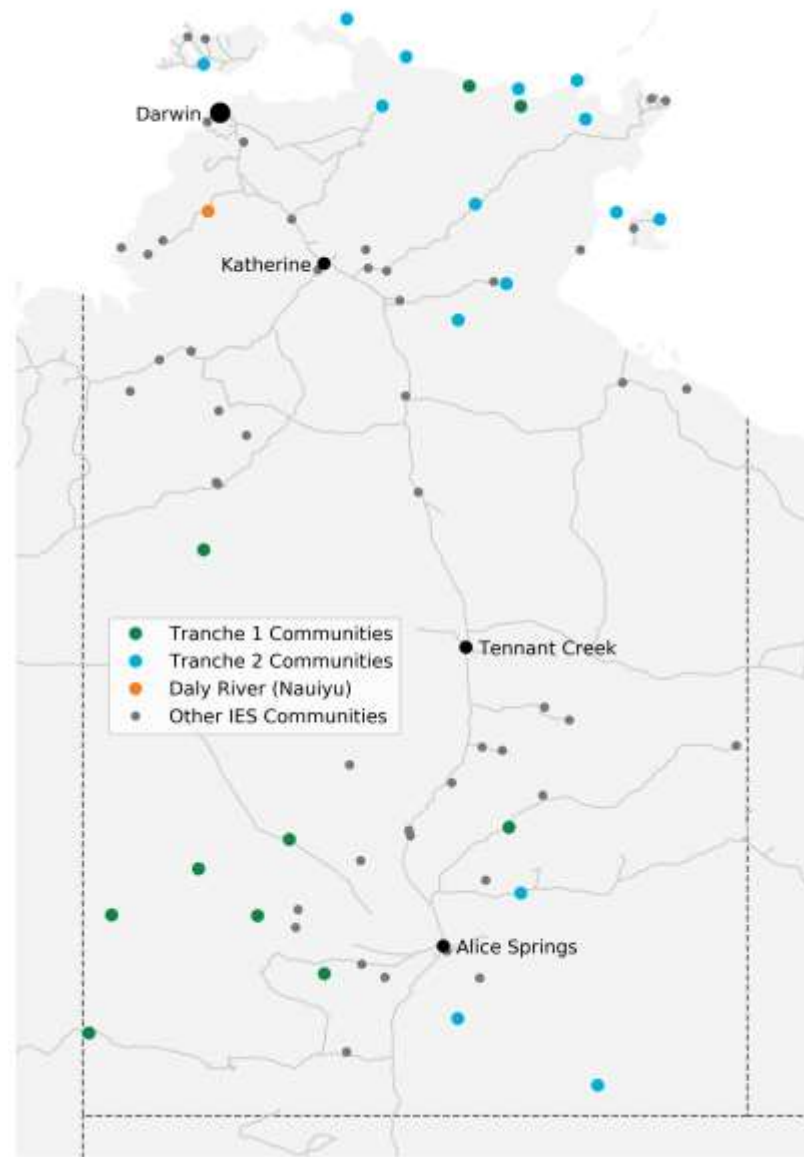 Darwin
Katherine
Tranche 1 Communities
Tranche 2 Communities
Daly River (Nauiyu)
Other IES Communities
Tennant Creek
Alice Springs